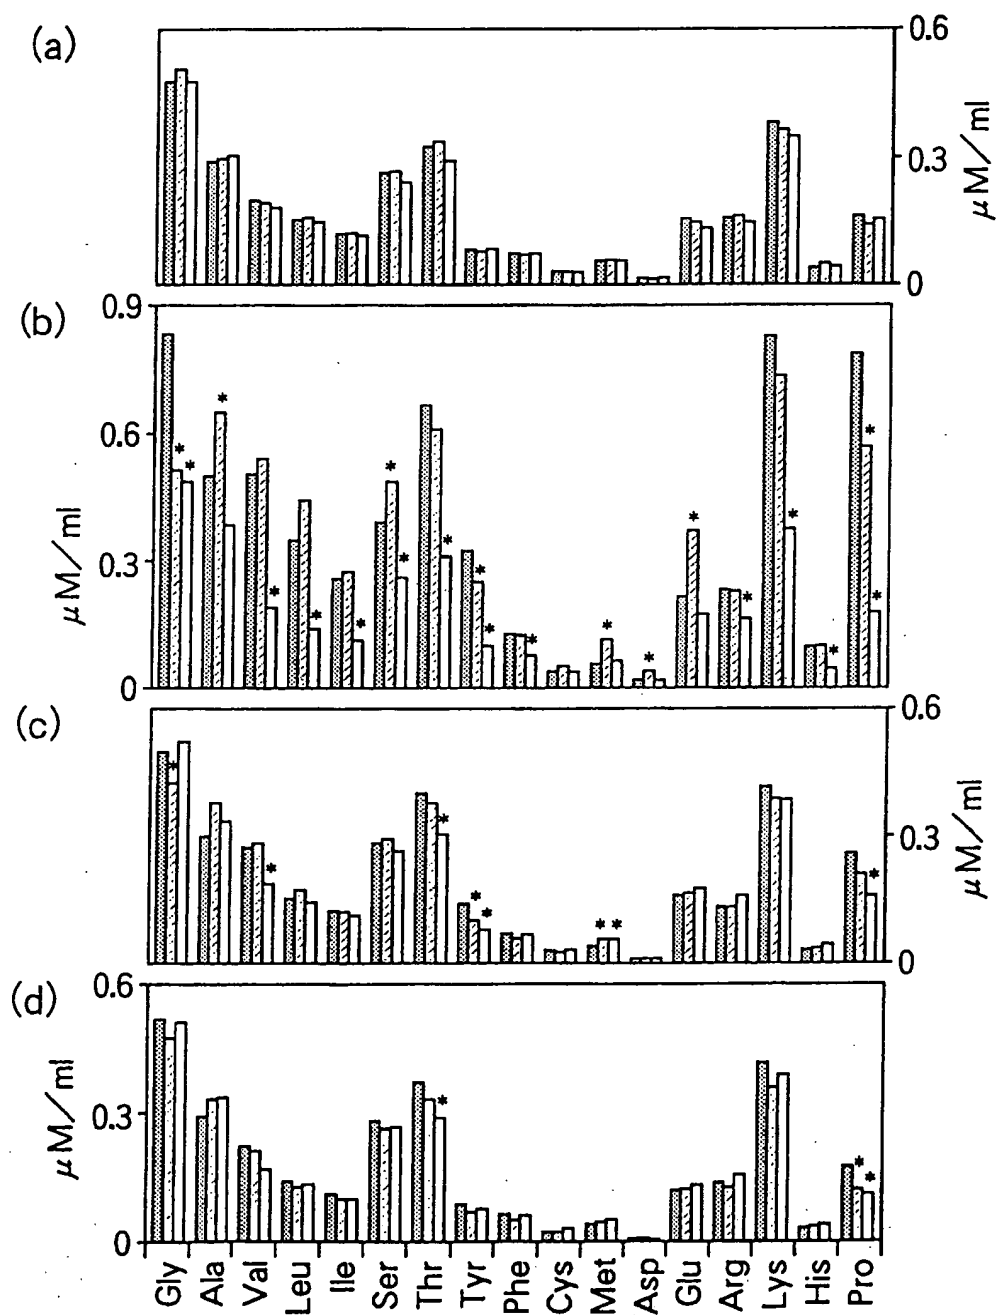 (a)
0.6
0.3
0
μM/ml
(b)
0.9
0.6
0.3
0
μM/ml
* * * * * * * * * * * * * * * * * * * * *
(c)
0.6
0.3
0
μM/ml
* * * * * * * *
(d)
0.6
0.3
0
μM/ml
* * *
Gly Ala Val Leu Ile Ser Thr Tyr Phe Cys Met Asp Glu Arg Lys His Pro